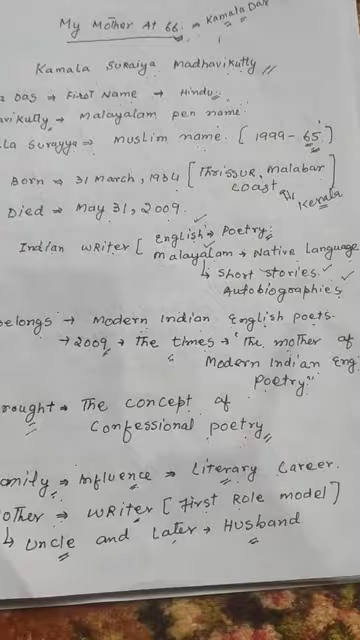 My Mother At 66. → Kamala Das
Kamala Suraiya Madhavikutty //
a Das → First Name → Hindu.
avikutty → Malayalam pen name
la Surayya → Muslim name. [1999 - 65]
Born → 31 March, 1934 [Thrissur, Malabar Coast Kerala
Died → May 31, 2009.
Indian writer [ English → Poetry.
Malayalam → Native Language
↳ Short stories. ✓
Autobiographies ✓
belongs → Modern Indian English poets.
→ 2009 → The times → "The mother of
Modern Indian Eng
Poetry"
rought → The concept of
Confessional poetry //
amily → Influence → Literary Career.
other → writer [First Role model]
↳ Uncle and Later → Husband